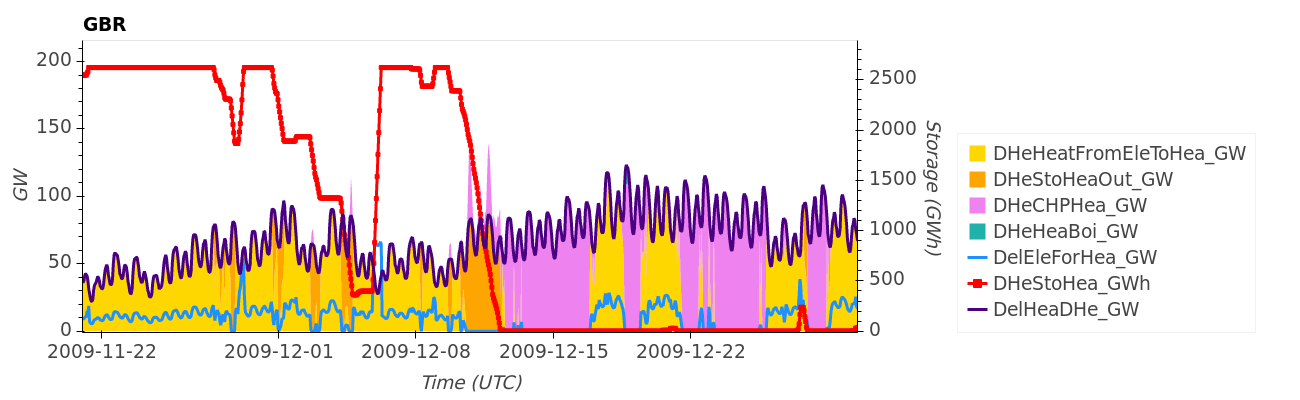 GBR
200
150
100
50
0
GW
2500
2000
1500
1000
500
0
Storage (GWh)
2009-11-22
2009-12-01
2009-12-08
2009-12-15
2009-12-22
Time (UTC)
DHeHeatFromEleToHea_GW
DHeStoHeaOut_GW
DHeCHPHea_GW
DHeHeaBoi_GW
DelEleForHea_GW
DHeStoHea_GWh
DelHeaDHe_GW